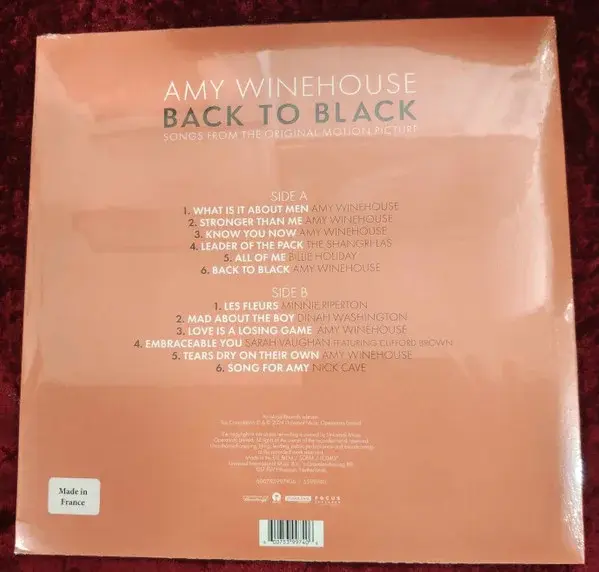 AMY WINEHOUSE
BACK TO BLACK
SONGS FROM THE ORIGINAL MOTION PICTURE
SIDE A
1. WHAT IS IT ABOUT MEN AMY WINEHOUSE
2. STRONGER THAN ME AMY WINEHOUSE
3. KNOW YOU NOW AMY WINEHOUSE
4. LEADER OF THE PACK THE SHANGRI LAS
5. ALL OF ME BILLIE HOLIDAY
6. BACK TO BLACK AMY WINEHOUSE
SIDE B
1. LES FLEURS MINNIE RIPERTON
2. MAD ABOUT THE BOY DINAH WASHINGTON
3. LOVE IS A LOSING GAME AMY WINEHOUSE
4. EMBRACEABLE YOU SARAH VAUGHAN FEATURING CLIFFORD BROWN
5. TEARS DRY ON THEIR OWN AMY WINEHOUSE
6. SONG FOR AMY NICK CAVE
Made in
France
FOCUS